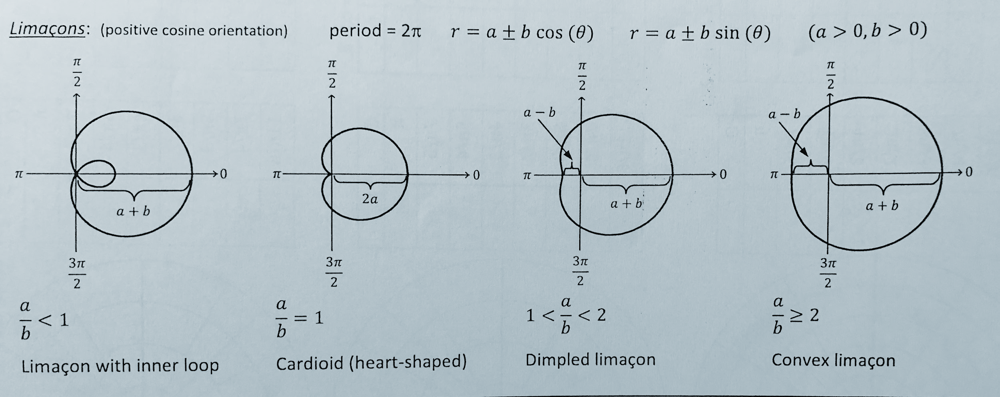 Limaçons: (positive cosine orientation) period = 2π r = a ± b cos (θ) r = a ± b sin (θ) (a > 0, b > 0)
π/2 π/2 π/2 π/2
a − b a − b
π 0 π 0 π 0 π 0
a + b 2a a + b a + b
3π/2 3π/2 3π/2 3π/2
a/b < 1 a/b = 1 1 < a/b < 2 a/b ≥ 2
Limaçon with inner loop Cardioid (heart-shaped) Dimpled limaçon Convex limaçon